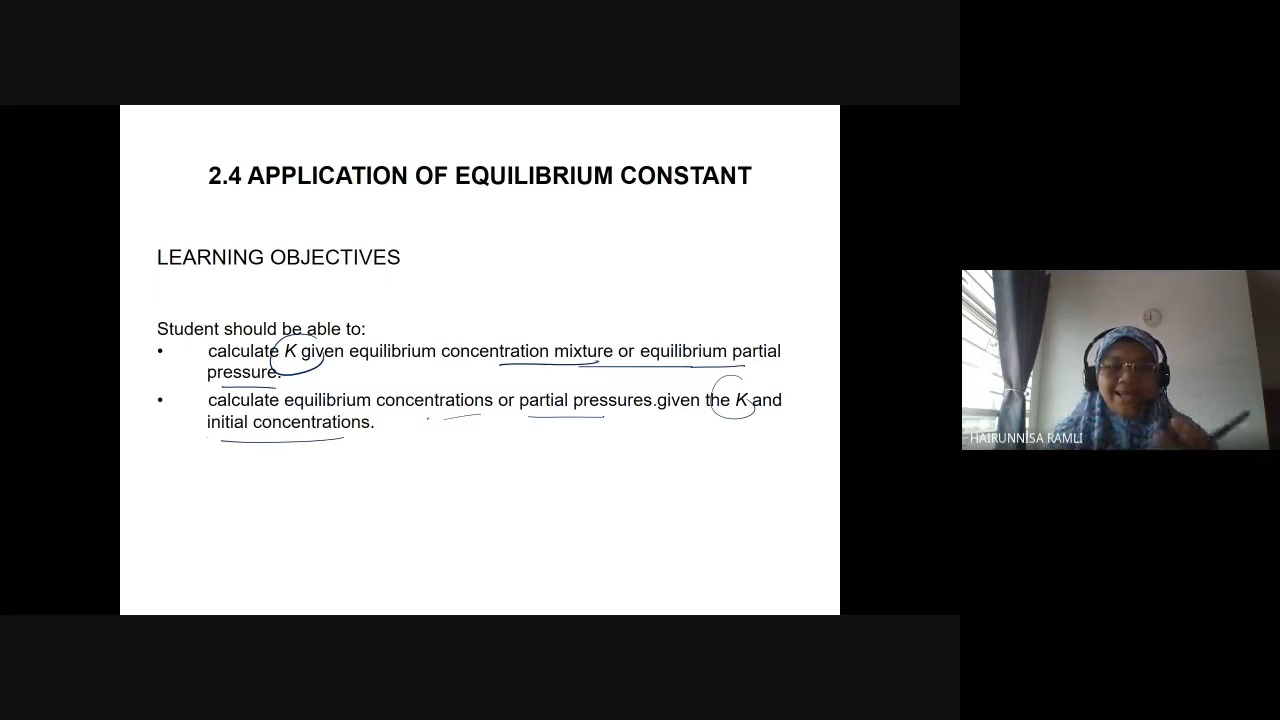 2.4 APPLICATION OF EQUILIBRIUM CONSTANT
LEARNING OBJECTIVES
Student should be able to:
• calculate K given equilibrium concentration mixture or equilibrium partial
pressure.
• calculate equilibrium concentrations or partial pressures.given the K and
initial concentrations.
HAIRUNNISA RAMLI